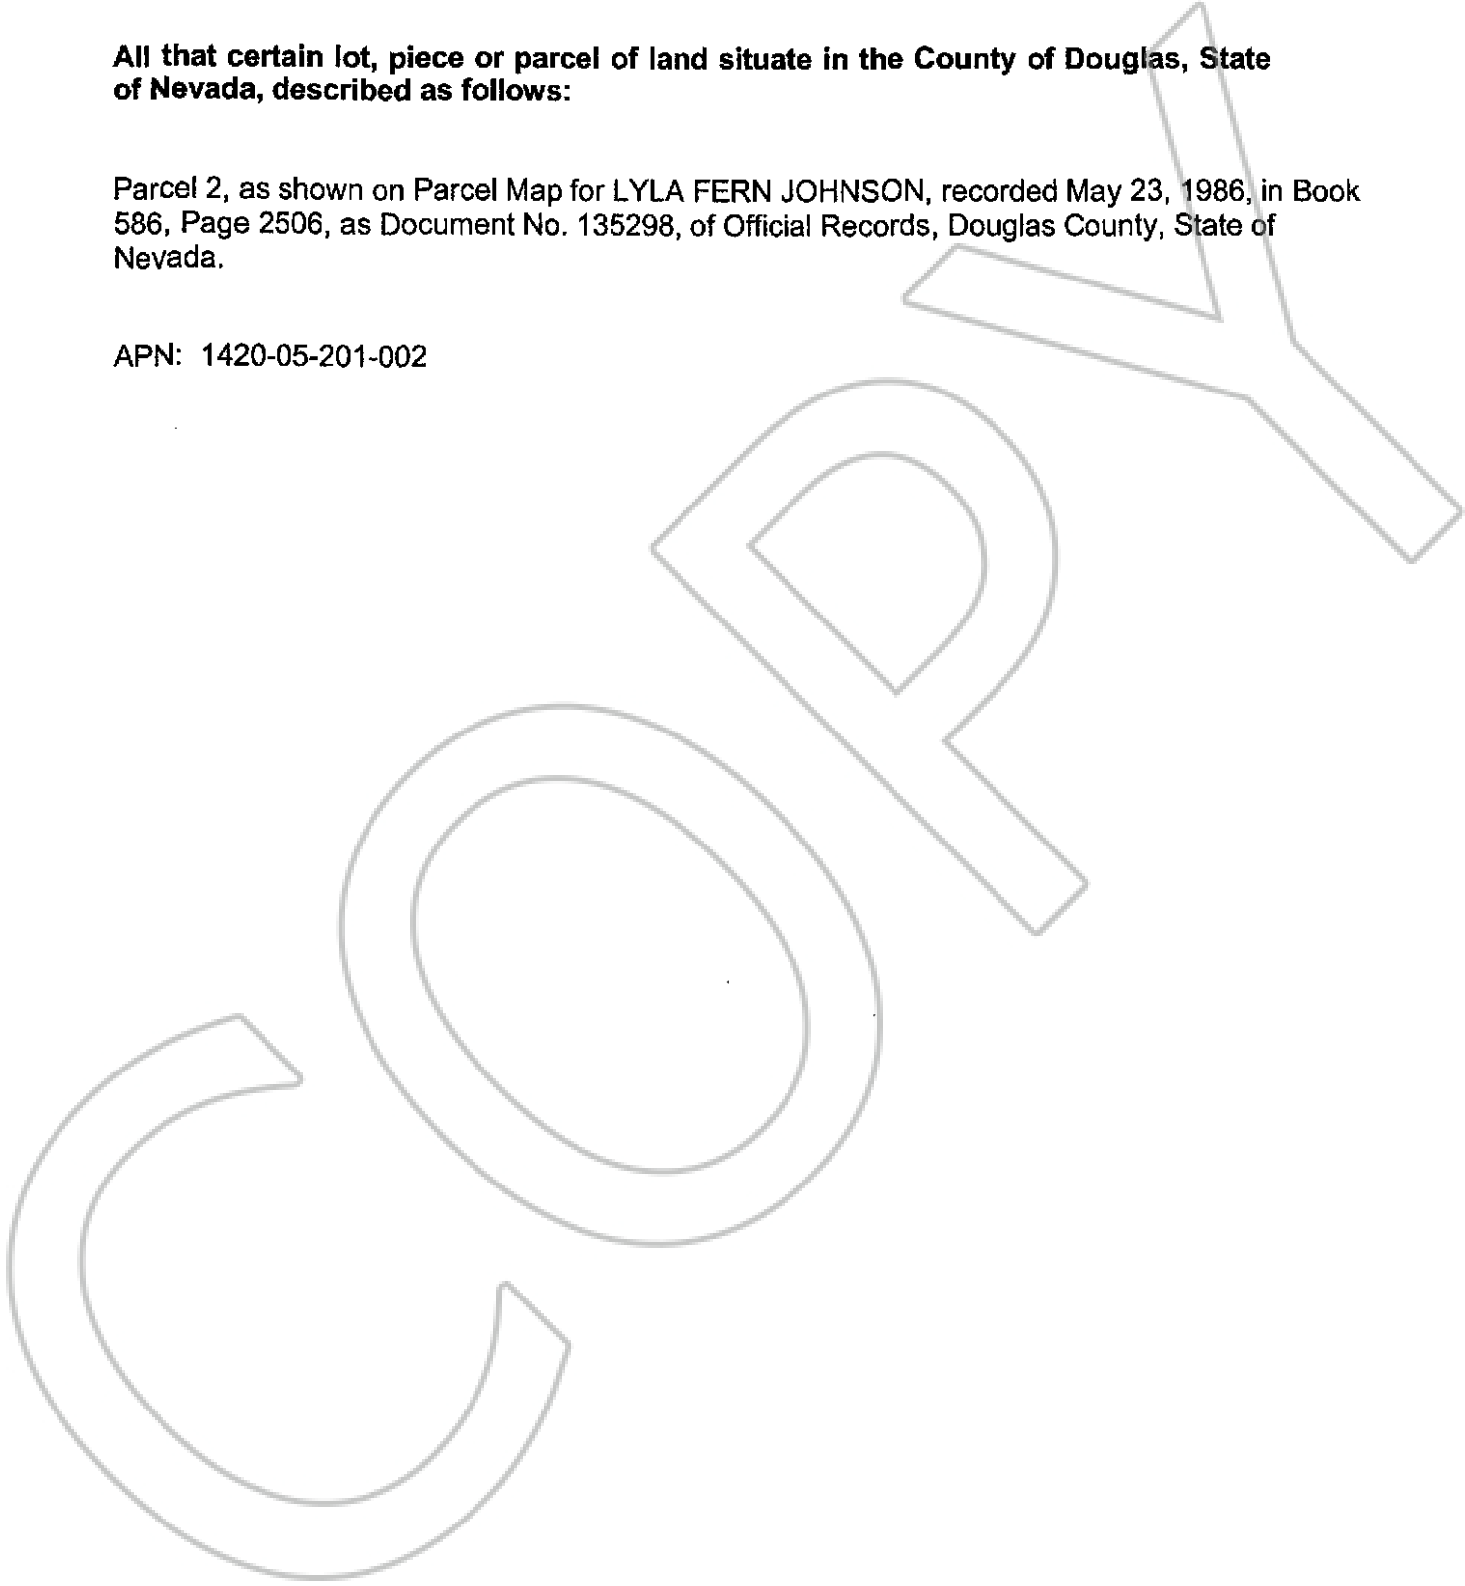 All that certain lot, piece or parcel of land situate in the County of Douglas, State
of Nevada, described as follows:
Parcel 2, as shown on Parcel Map for LYLA FERN JOHNSON, recorded May 23, 1986, in Book
586, Page 2506, as Document No. 135298, of Official Records, Douglas County, State of
Nevada.
APN: 1420-05-201-002
COPY